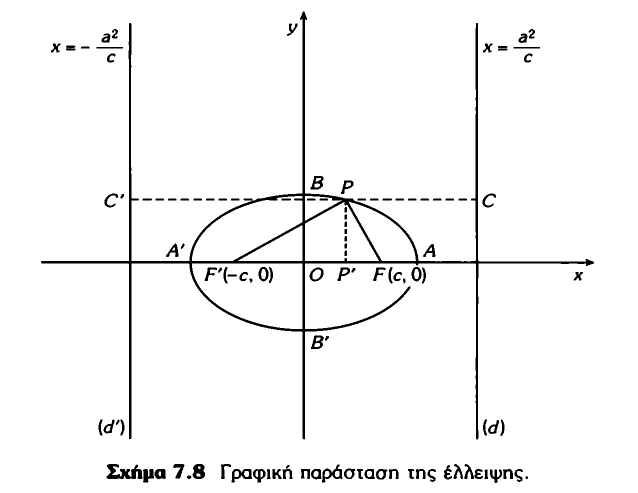 y
x = - a²/c
x = a²/c
B P
C' C
A' A
F'(-c, 0) O P' F(c, 0) x
B'
(d') (d)
Σχήμα 7.8 Γραφική παράσταση της έλλειψης.